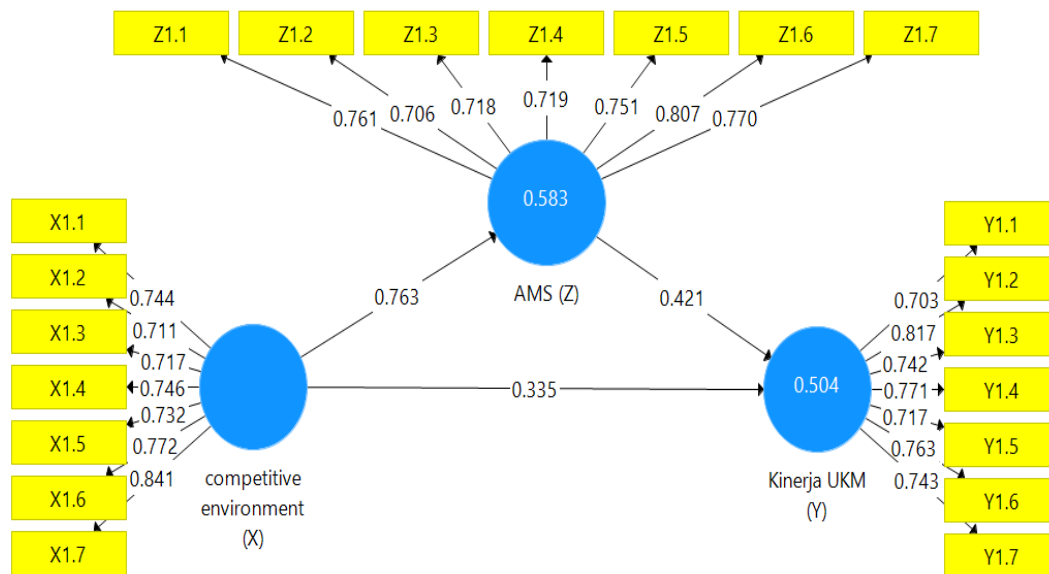 Z1.1
Z1.2
Z1.3
Z1.4
Z1.5
Z1.6
Z1.7
0.761
0.706
0.718
0.719
0.751
0.807
0.770
0.583
AMS (Z)
X1.1
X1.2
X1.3
X1.4
X1.5
X1.6
X1.7
0.744
0.711
0.717
0.746
0.732
0.772
0.841
competitive
environment
(X)
0.763
0.421
0.335
0.504
Kinerja UKM
(Y)
0.703
0.817
0.742
0.771
0.717
0.763
0.743
Y1.1
Y1.2
Y1.3
Y1.4
Y1.5
Y1.6
Y1.7